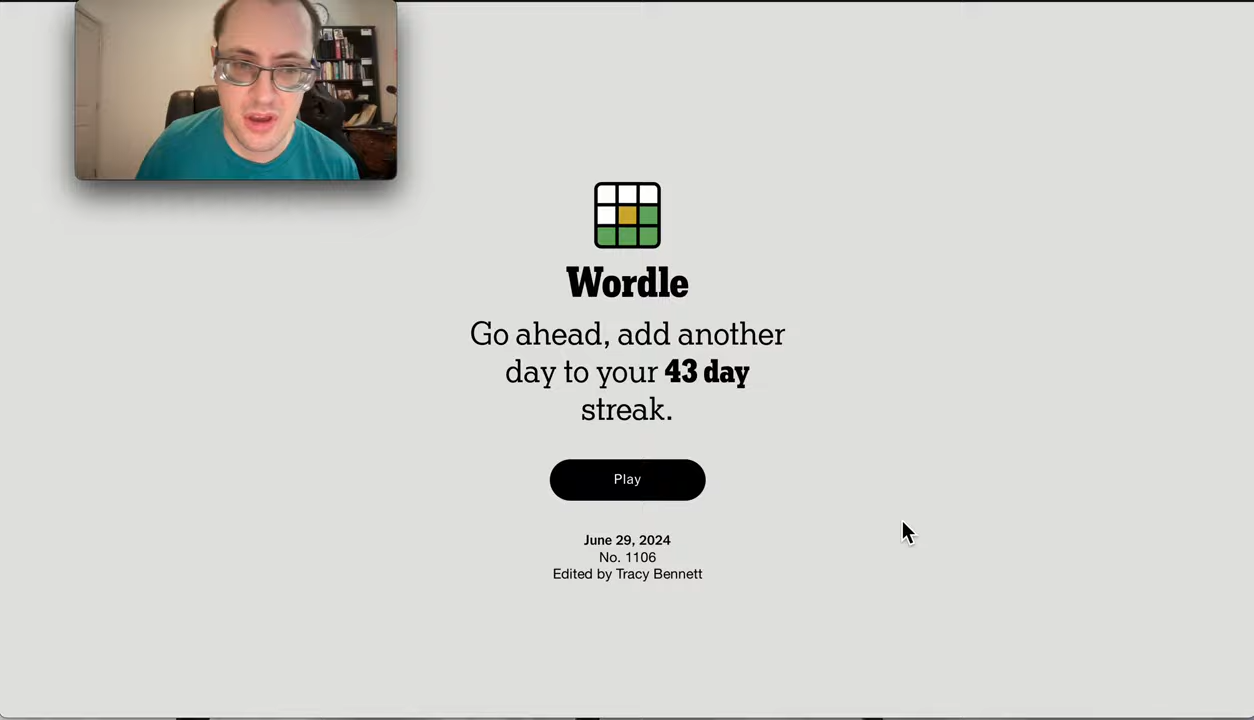 Wordle
Go ahead, add another
day to your 43 day
streak.
Play
June 29, 2024
No. 1106
Edited by Tracy Bennett